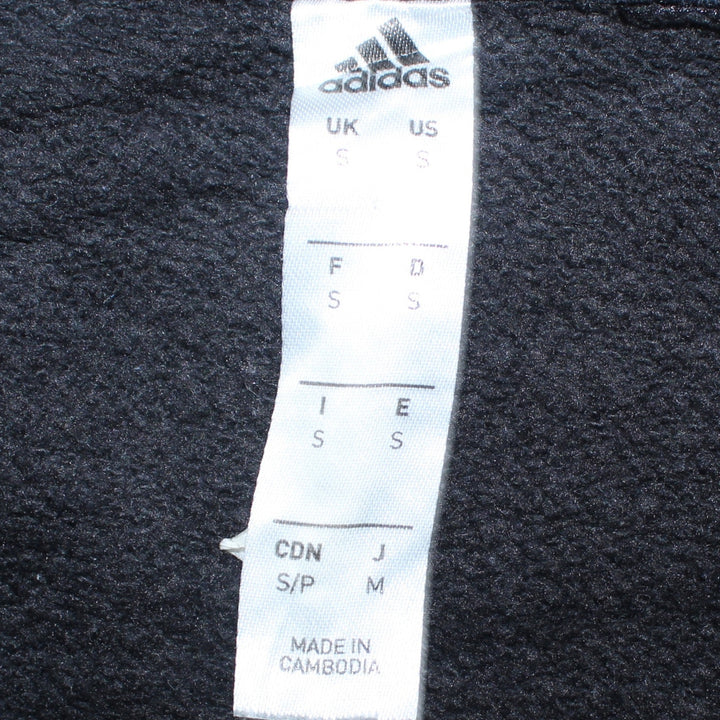 adidas
UK US
S S
F D
S S
I E
S S
CDN J
S/P M
MADE IN
CAMBODIA